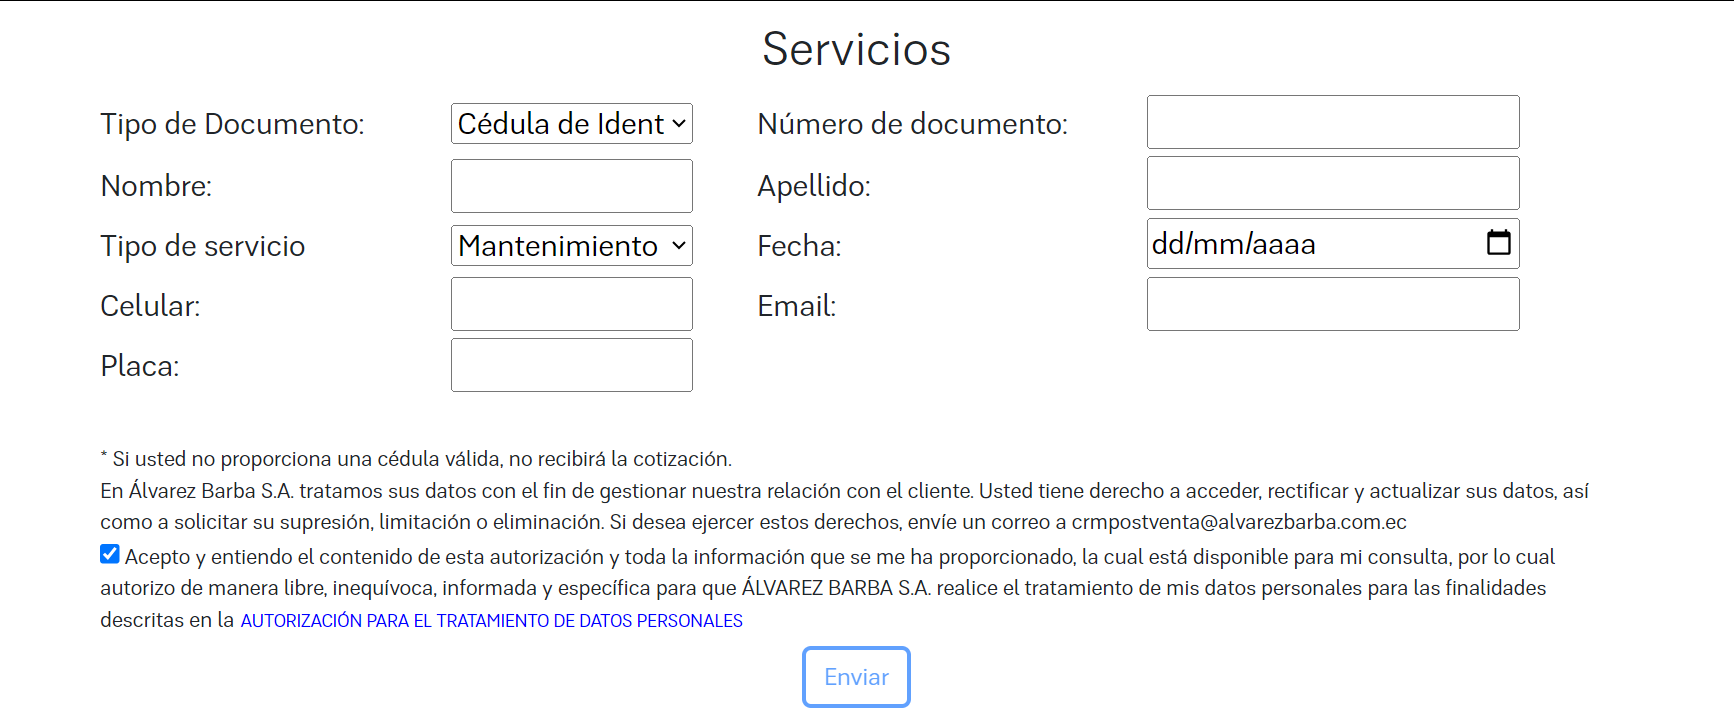 Servicios
Tipo de Documento: Cédula de Ident Número de documento:
Nombre: Apellido:
Tipo de servicio Mantenimiento Fecha: dd/mm/aaaa
Celular: Email:
Placa:
* Si usted no proporciona una cédula válida, no recibirá la cotización.
En Álvarez Barba S.A. tratamos sus datos con el fin de gestionar nuestra relación con el cliente. Usted tiene derecho a acceder, rectificar y actualizar sus datos, así
como a solicitar su supresión, limitación o eliminación. Si desea ejercer estos derechos, envíe un correo a crmpostventa@alvarezbarba.com.ec
Acepto y entiendo el contenido de esta autorización y toda la información que se me ha proporcionado, la cual está disponible para mi consulta, por lo cual
autorizo de manera libre, inequívoca, informada y específica para que ÁLVAREZ BARBA S.A. realice el tratamiento de mis datos personales para las finalidades
descritas en la AUTORIZACIÓN PARA EL TRATAMIENTO DE DATOS PERSONALES
Enviar